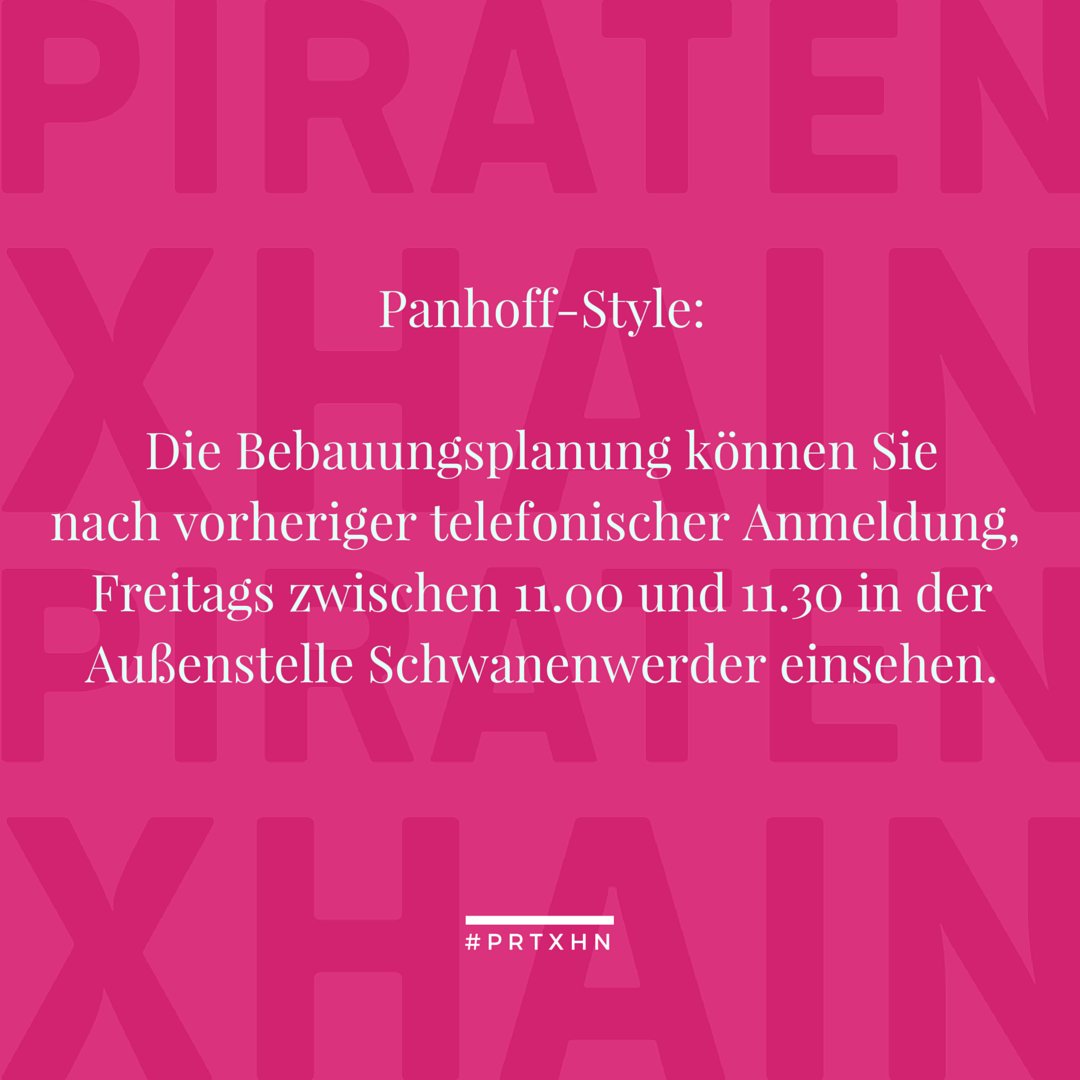 PIRATEN
XHAIN
Panhoff-Style:
Die Bebauungsplanung können Sie
nach vorheriger telefonischer Anmeldung,
Freitags zwischen 11.00 und 11.30 in der
Außenstelle Schwanenwerder einsehen.
PIRATEN
XHAIN
#PRTXHN